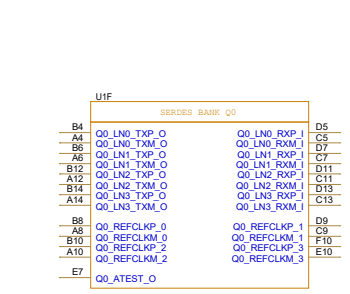 U1F
SERDES BANK Q0
B4 Q0_LN0_TXP_O Q0_LN0_RXP_I D5
A4 Q0_LN0_TXM_O Q0_LN0_RXM_I C5
B6 Q0_LN1_TXP_O Q0_LN1_RXP_I D7
A6 Q0_LN1_TXM_O Q0_LN1_RXM_I C7
B12 Q0_LN2_TXP_O Q0_LN2_RXP_I D11
A12 Q0_LN2_TXM_O Q0_LN2_RXM_I C11
B14 Q0_LN3_TXP_O Q0_LN3_RXP_I D13
A14 Q0_LN3_TXM_O Q0_LN3_RXM_I C13
B8 Q0_REFCLKP_0 Q0_REFCLKP_1 D9
A8 Q0_REFCLKM_0 Q0_REFCLKM_1 C9
B10 Q0_REFCLKP_2 Q0_REFCLKP_3 F10
A10 Q0_REFCLKM_2 Q0_REFCLKM_3 E10
E7 Q0_ATEST_O